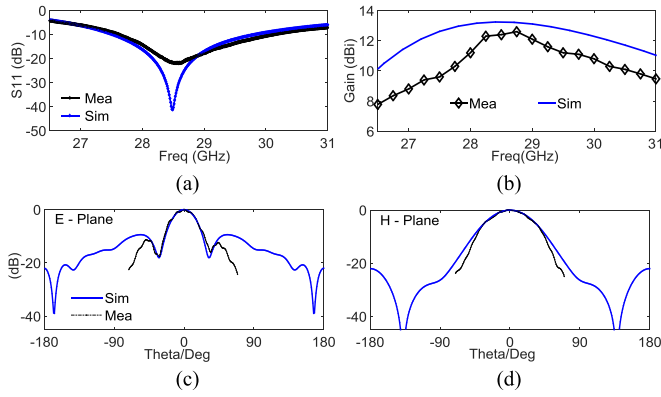 0
-10
-20
-30
-40
-50
S11 (dB)
Mea
Sim
27 28 29 30 31
Freq (GHz)
(a)
14
12
10
8
6
Gain (dBi)
Mea Sim
27 28 29 30 31
Freq(GHz)
(b)
E - Plane
0
-20
-40
(dB)
Sim
Mea
-180 -90 0 90 180
Theta/Deg
(c)
H - Plane
0
-20
-40
-180 -90 0 90 180
Theta/Deg
(d)